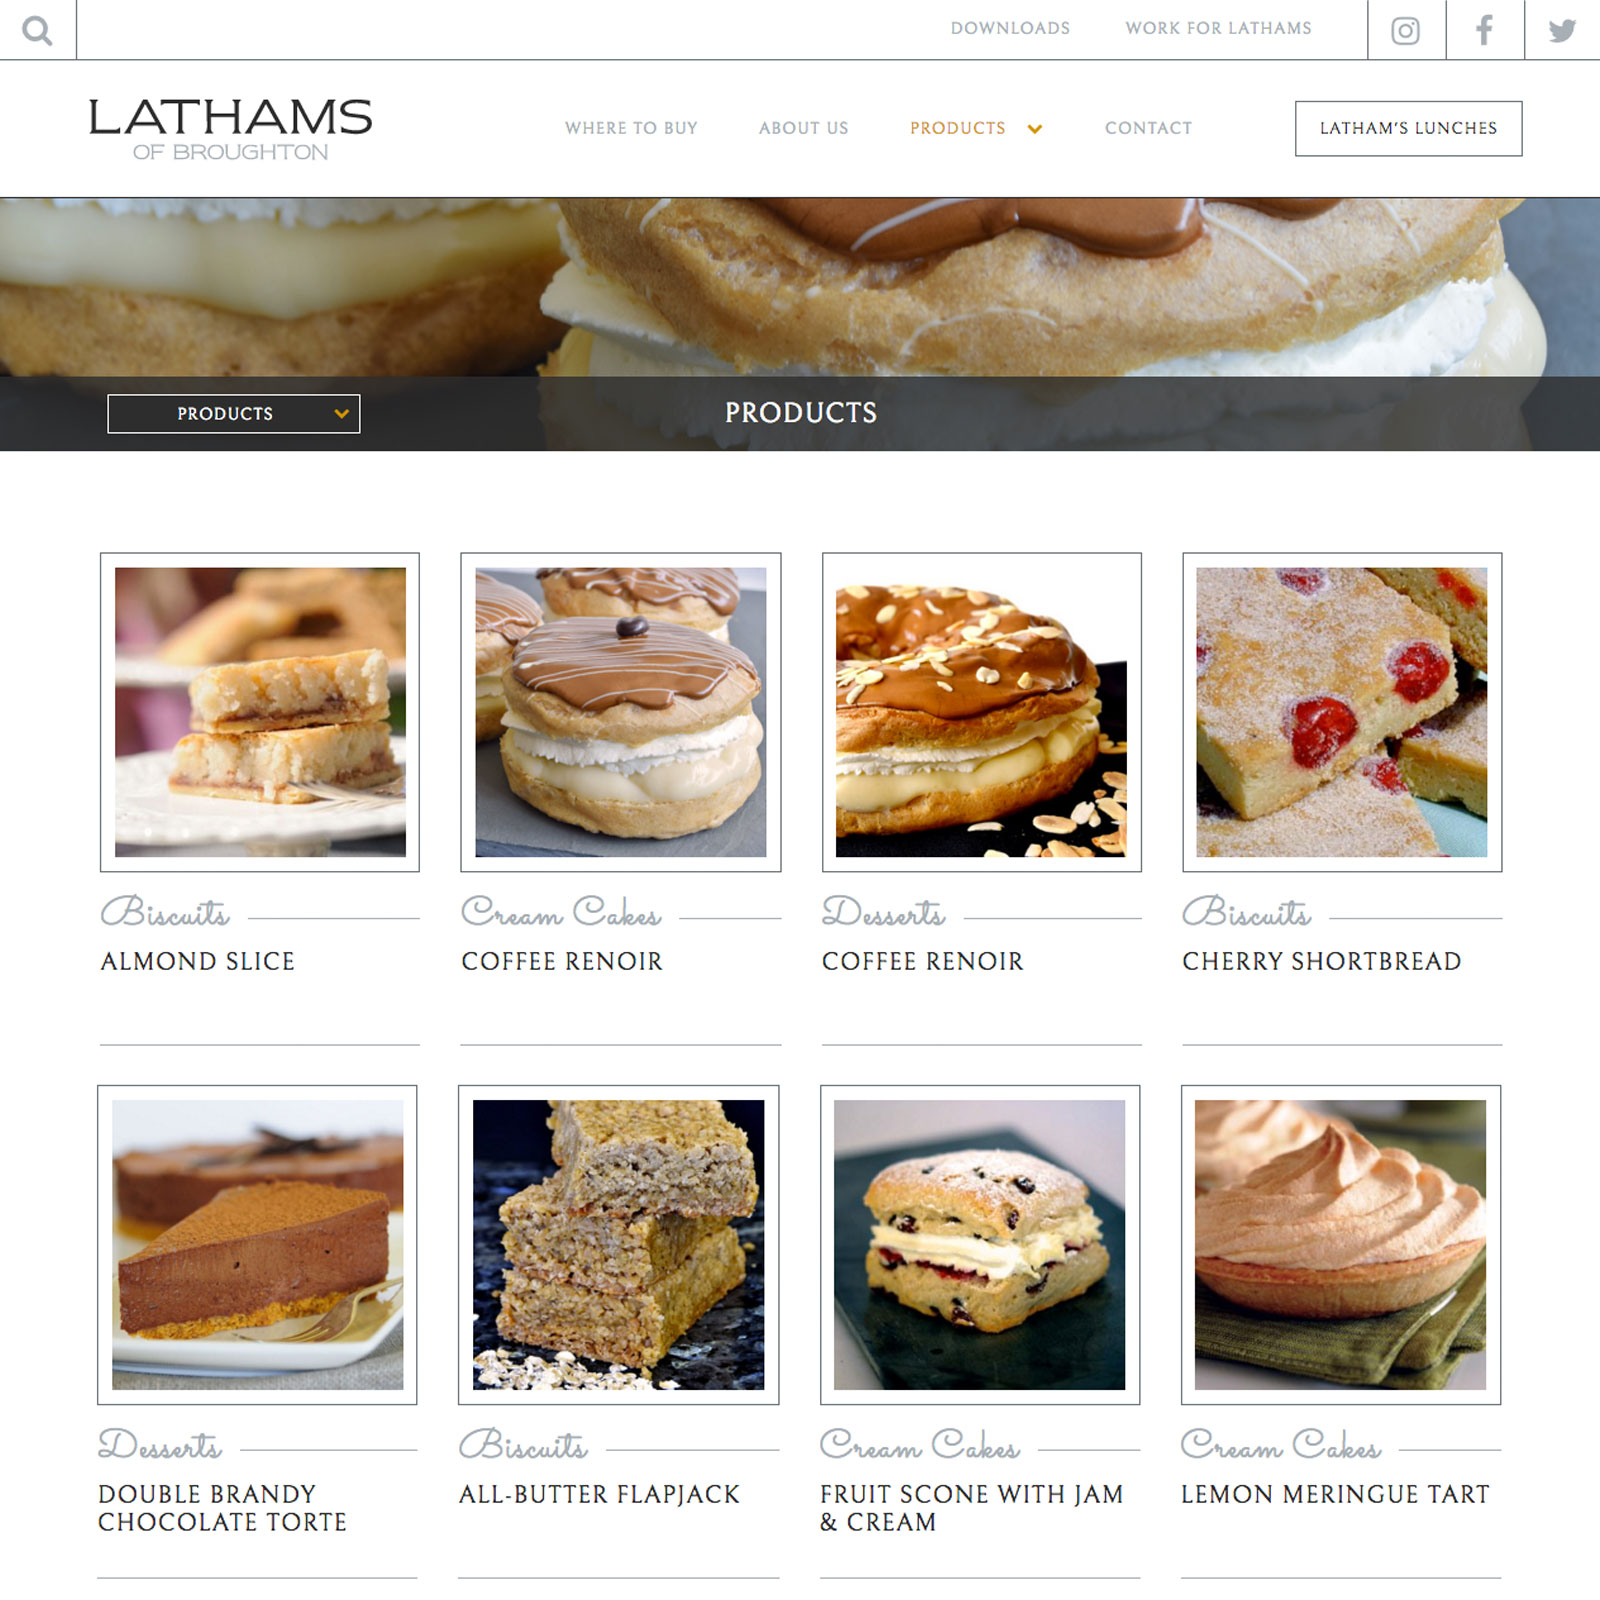 DOWNLOADS
WORK FOR LATHAMS
LATHAMS
OF BROUGHTON
WHERE TO BUY
ABOUT US
PRODUCTS
CONTACT
LATHAM'S LUNCHES
PRODUCTS
PRODUCTS
Biscuits
ALMOND SLICE
Cream Cakes
COFFEE RENOIR
Desserts
COFFEE RENOIR
Biscuits
CHERRY SHORTBREAD
Desserts
DOUBLE BRANDY
CHOCOLATE TORTE
Biscuits
ALL-BUTTER FLAPJACK
Cream Cakes
FRUIT SCONE WITH JAM
& CREAM
Cream Cakes
LEMON MERINGUE TART